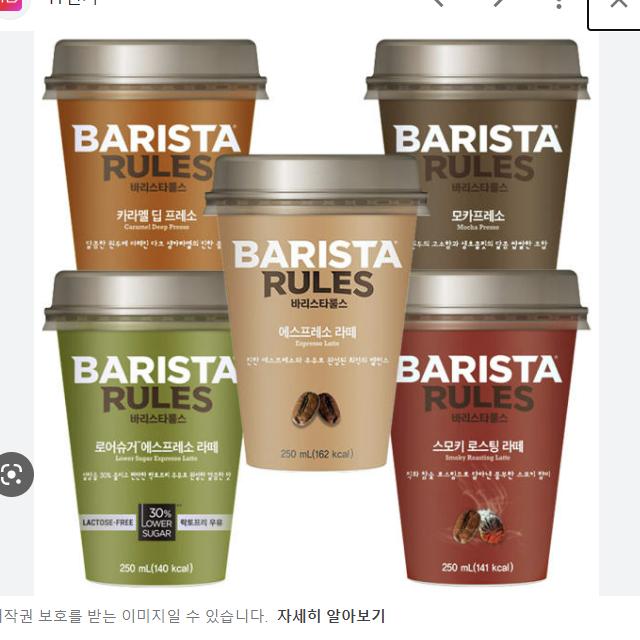 BARISTA
RULES
바리스타룰스
카라멜 딥 프레소
Caramel Deep Presso
BARISTA
RULES
바리스타룰스
모카프레소
Mocha Presso
BARISTA
RULES
바리스타룰스
에스프레소 라떼
Espresso Latte
진한 에스프레소와 우유로 완성된 최적의 밸런스
250 mL(162 kcal)
BARISTA
RULES
바리스타룰스
로어슈거 에스프레소 라떼
Lower Sugar Espresso Latte
LACTOSE-FREE
30%
LOWER
SUGAR
락토프리 우유
250 mL(140 kcal)
BARISTA
RULES
바리스타룰스
스모키 로스팅 라떼
Smoky Roasting Latte
250 mL(141 kcal)
작권 보호를 받는 이미지일 수 있습니다. 자세히 알아보기